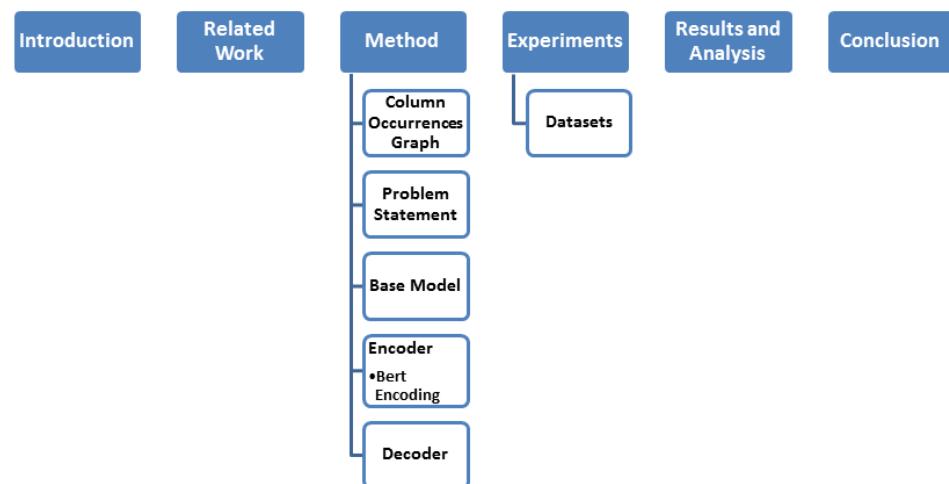 Introduction
Related
Work
Method
Experiments
Results and
Analysis
Conclusion
Column
Occurrences
Graph
Problem
Statement
Base Model
Encoder
•Bert
Encoding
Decoder
Datasets